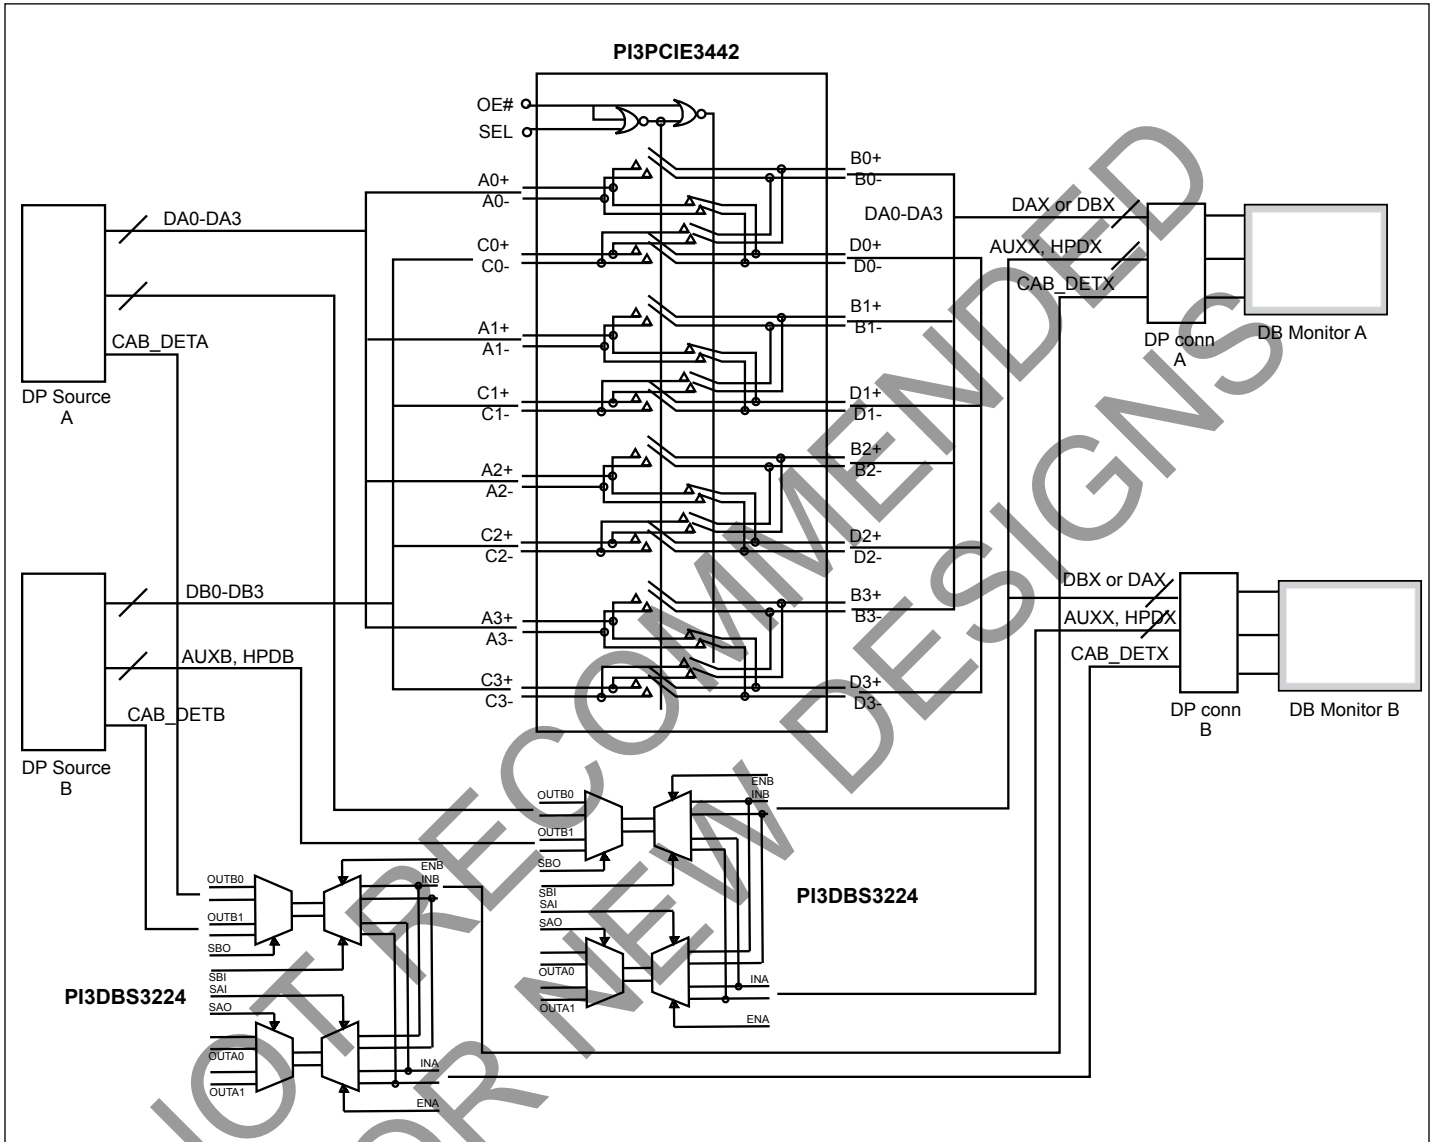 PI3PCIE3442
OE#
SEL
A0+
A0-
C0+
C0-
A1+
A1-
C1+
C1-
A2+
A2-
C2+
C2-
A3+
A3-
C3+
C3-
B0+
B0-
D0+
D0-
B1+
B1-
D1+
D1-
B2+
B2-
D2+
D2-
B3+
B3-
D3+
D3-
DA0-DA3
DP Source
A
CAB_DETA
DB0-DB3
AUXB, HPDB
CAB_DETB
DP Source
B
DA0-DA3
DAX or DBX
AUXX, HPDX
CAB_DETX
DP conn
A
DB Monitor A
DBX or DAX
AUXX, HPDX
CAB_DETX
DP conn
B
DB Monitor B
OUTB0
OUTB1
SBO
SBI
SAI
SAO
OUTA0
OUTA1
ENB
INB
INA
ENA
PI3DBS3224
OUTB0
OUTB1
SBO
SBI
SAI
SAO
OUTA0
OUTA1
ENB
INB
INA
ENA
PI3DBS3224
NOT RECOMMENDED
FOR NEW DESIGNS